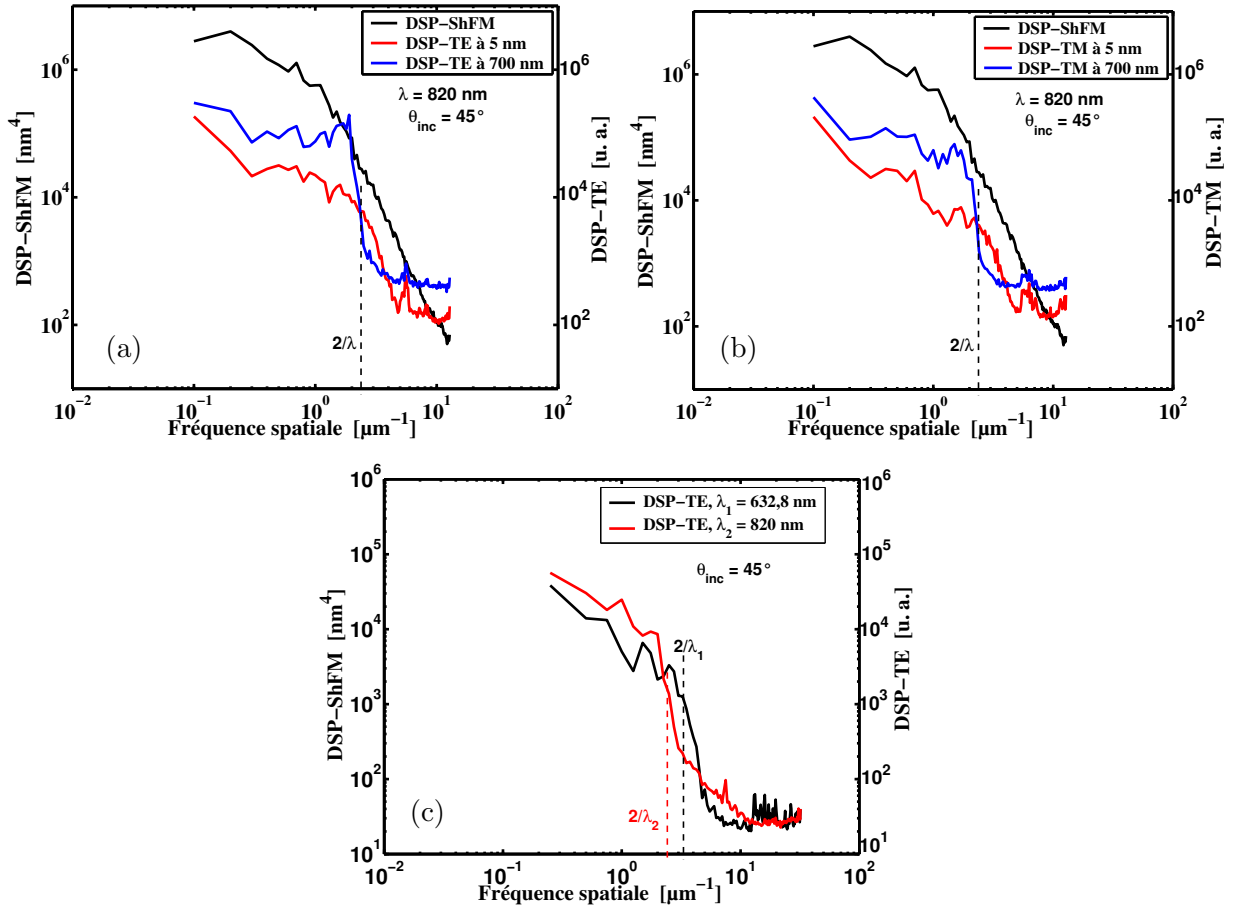 DSP−ShFM
DSP−TE à 5 nm
DSP−TE à 700 nm
λ = 820 nm
θinc = 45°
10^6
10^4
10^2
DSP−ShFM [nm^4]
10^6
10^4
10^2
DSP−TE [u. a.]
2/λ
(a)
10^−2 10^−1 10^0 10^1 10^2
Fréquence spatiale [µm^−1]
DSP−ShFM
DSP−TM à 5 nm
DSP−TM à 700 nm
λ = 820 nm
θinc = 45°
10^6
10^4
10^2
DSP−ShFM [nm^4]
10^6
10^4
10^2
DSP−TM [u. a.]
2/λ
(b)
10^−2 10^−1 10^0 10^1 10^2
Fréquence spatiale [µm^−1]
DSP−TE, λ1 = 632,8 nm
DSP−TE, λ2 = 820 nm
θinc = 45°
10^6
10^5
10^4
10^3
10^2
10^1
DSP−ShFM [nm^4]
10^6
10^5
10^4
10^3
10^2
10^1
DSP−TE [u. a.]
2/λ1
2/λ2
(c)
10^−2 10^−1 10^0 10^1 10^2
Fréquence spatiale [µm^−1]